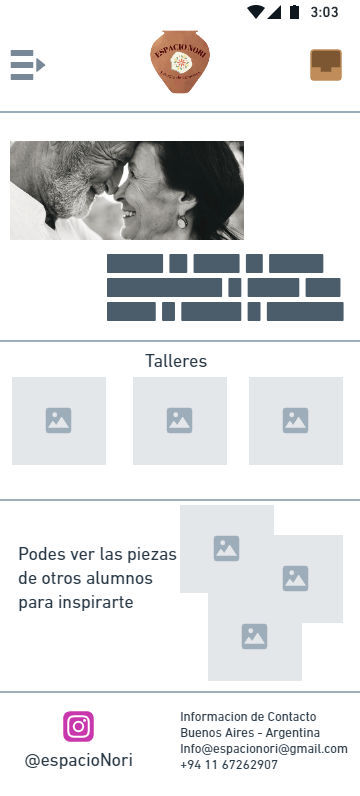 3:03
ESPACIO NORI
Talleres
Podes ver las piezas
de otros alumnos
para inspirarte
@espacioNori
Informacion de Contacto
Buenos Aires - Argentina
Info@espacionori@gmail.com
+94 11 67262907